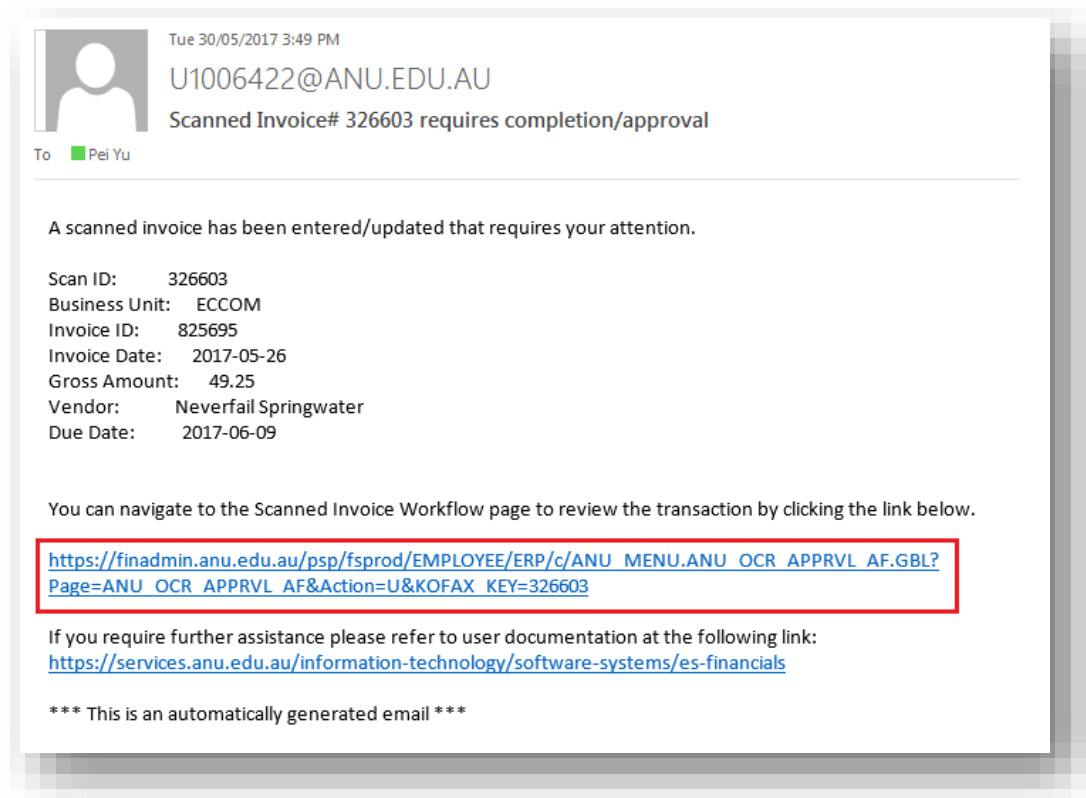 Tue 30/05/2017 3:49 PM
U1006422@ANU.EDU.AU
Scanned Invoice# 326603 requires completion/approval
To Pei Yu
A scanned invoice has been entered/updated that requires your attention.
Scan ID: 326603
Business Unit: ECCOM
Invoice ID: 825695
Invoice Date: 2017-05-26
Gross Amount: 49.25
Vendor: Neverfail Springwater
Due Date: 2017-06-09
You can navigate to the Scanned Invoice Workflow page to review the transaction by clicking the link below.
https://finadmin.anu.edu.au/psp/fsprod/EMPLOYEE/ERP/c/ANU_MENU.ANU_OCR_APPRVL_AF.GBL?
Page=ANU_OCR_APPRVL_AF&Action=U&KOFAX_KEY=326603
If you require further assistance please refer to user documentation at the following link:
https://services.anu.edu.au/information-technology/software-systems/es-financials
*** This is an automatically generated email ***